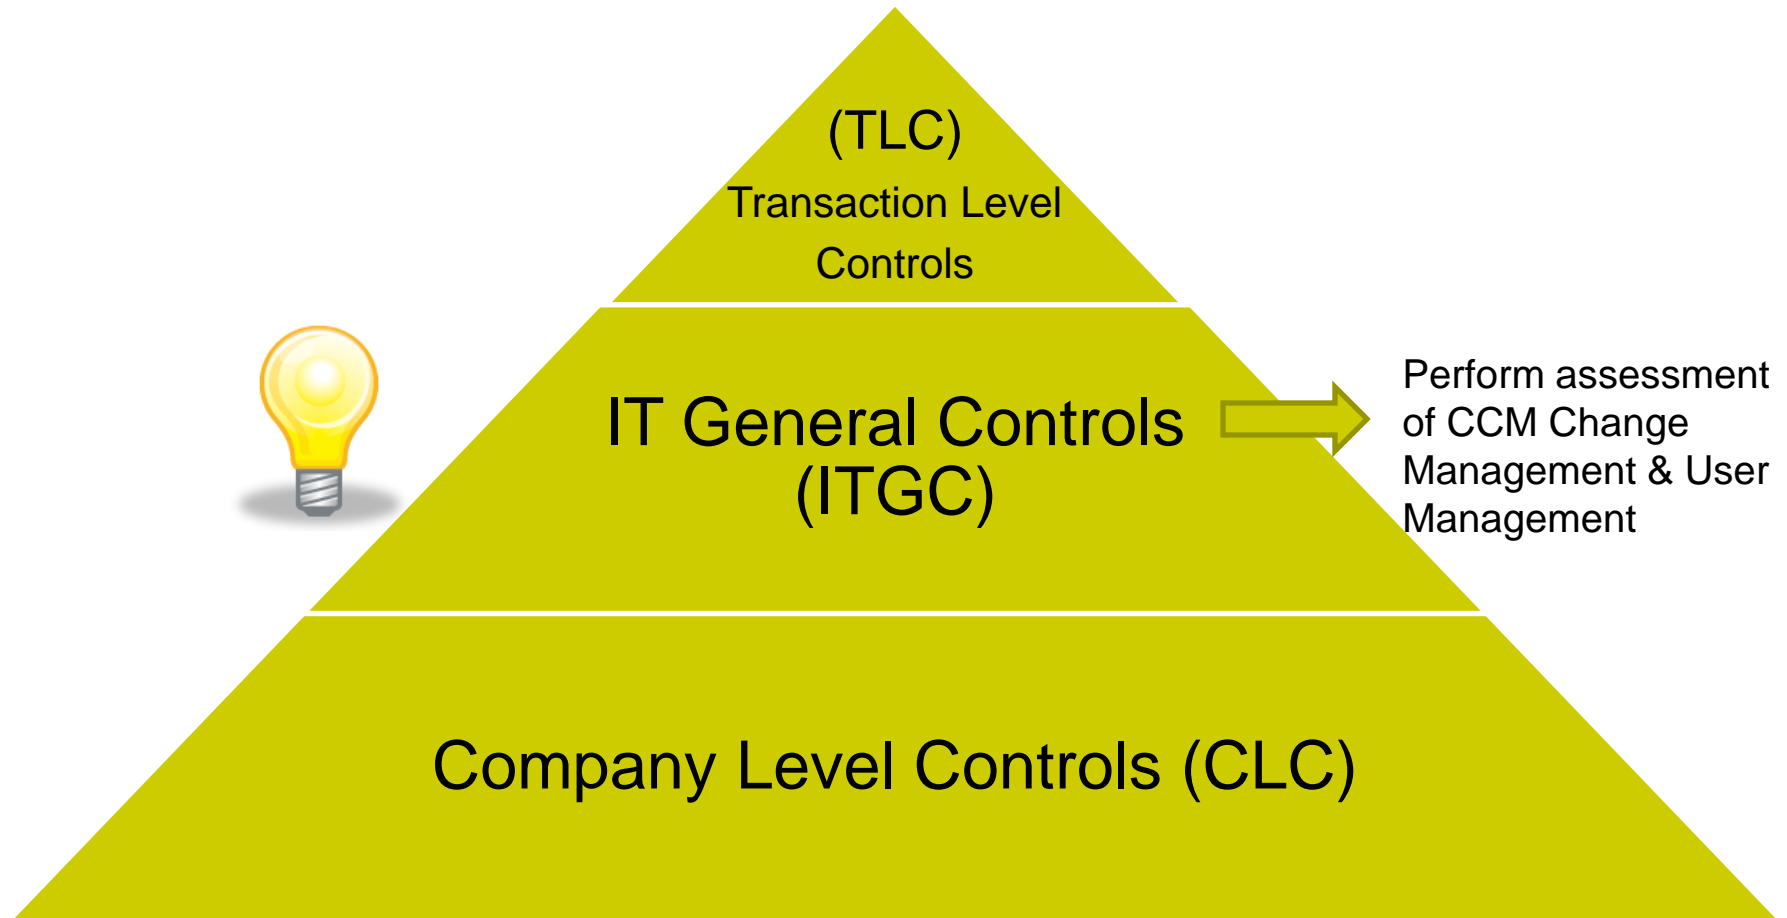 (TLC)
Transaction Level
Controls
IT General Controls
(ITGC)
Perform assessment
of CCM Change
Management & User
Management
Company Level Controls (CLC)